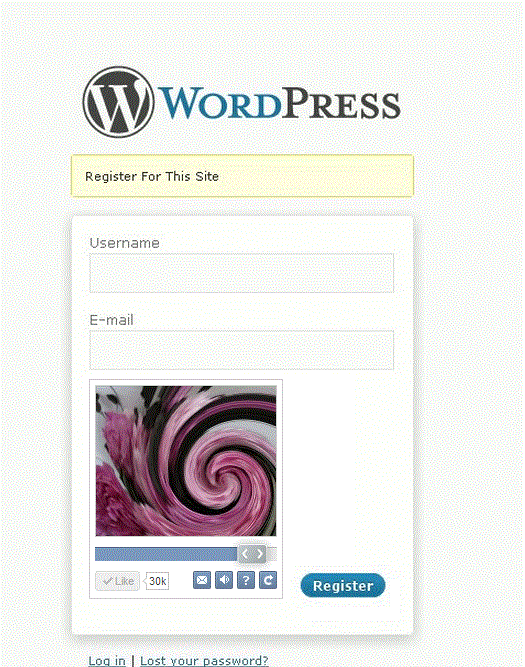 WORDPRESS
Register For This Site
Username
E-mail
Like 30k
?
Register
Log in | Lost your password?